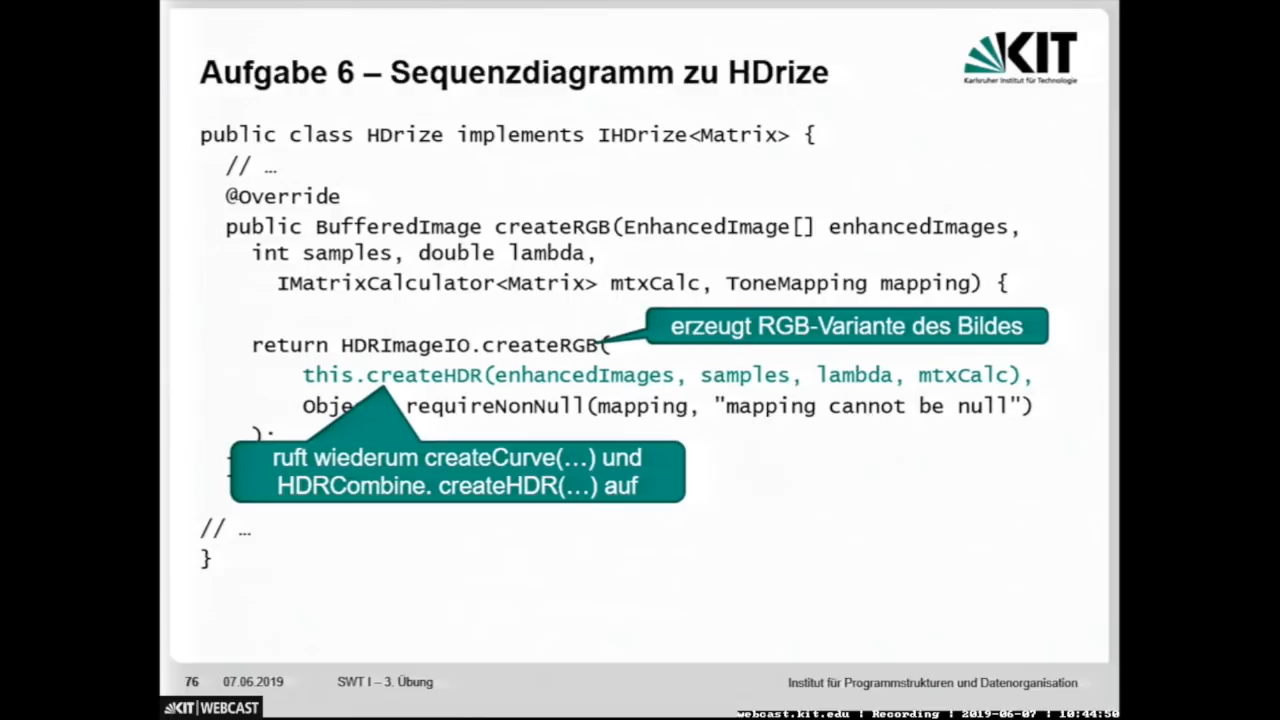 Aufgabe 6 – Sequenzdiagramm zu HDrize
KIT
Karlsruher Institut für Technologie
public class HDrize implements IHDrize<Matrix> {
// …
@Override
public BufferedImage createRGB(EnhancedImage[] enhancedImages,
int samples, double lambda,
IMatrixCalculator<Matrix> mtxCalc, ToneMapping mapping) {
erzeugt RGB-Variante des Bildes
return HDRImageIO.createRGB(
this.createHDR(enhancedImages, samples, lambda, mtxCalc),
requireNonNull(mapping, "mapping cannot be null")
);
ruft wiederum createCurve(…) und
HDRCombine. createHDR(…) auf
// …
}
76 07.06.2019 SWT I – 3. Übung Institut für Programmstrukturen und Datenorganisation
KIT | WEBCAST
webcast.kit.edu | Recording | 2019-06-07 | 10:44:50